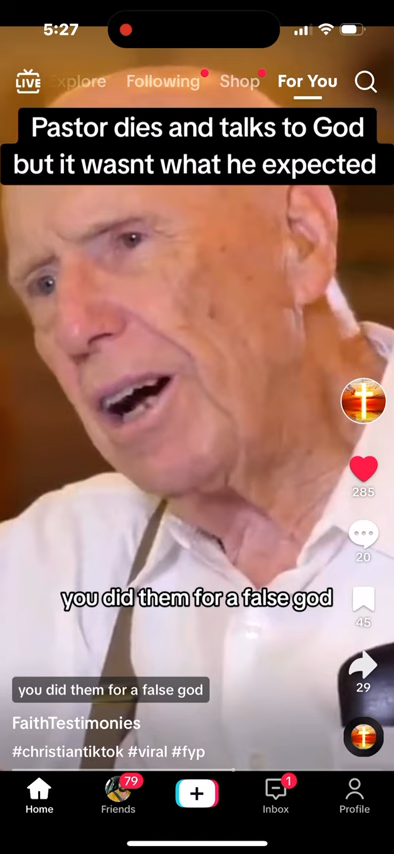 5:27
LIVE
Explore Following Shop For You
Pastor dies and talks to God
but it wasnt what he expected
285
20
you did them for a false god
45
you did them for a false god
29
FaithTestimonies
#christiantiktok #viral #fyp
79
1
Home Friends Inbox Profile